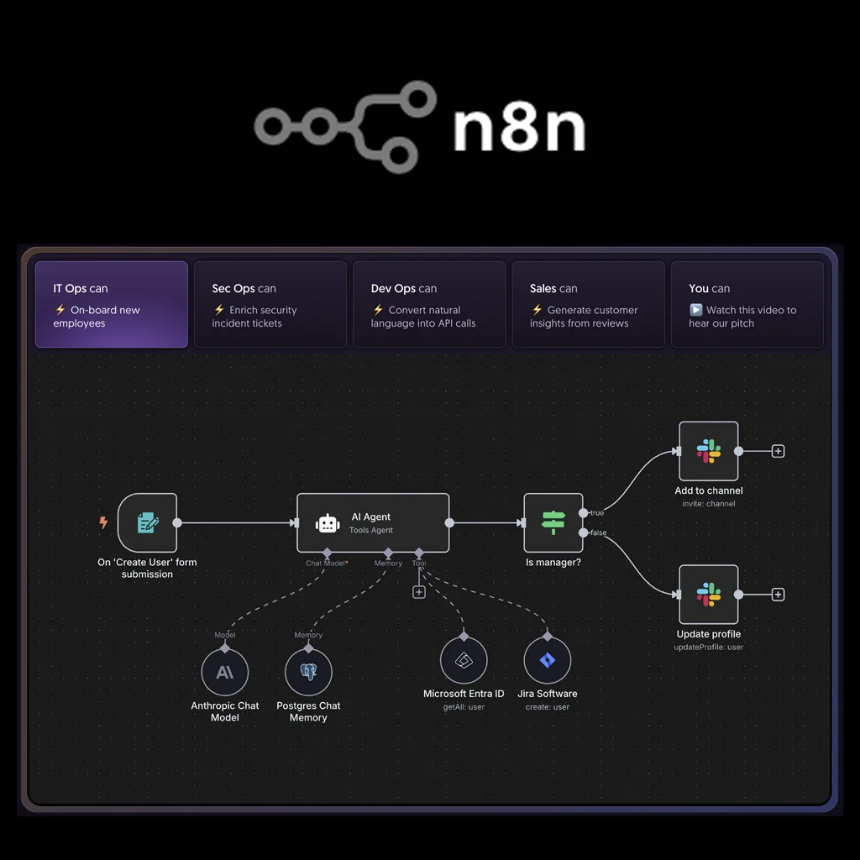 n8n
IT Ops can
⚡ On-board new
employees
Sec Ops can
⚡ Enrich security
incident tickets
Dev Ops can
⚡ Convert natural
language into API calls
Sales can
⚡ Generate customer
insights from reviews
You can
▶️ Watch this video to
hear our pitch
On 'Create User' form
submission
AI Agent
Tools Agent
Chat Model*
Memory
Tool
Is manager?
true
false
Add to channel
invite: channel
Update profile
updateProfile: user
Model
Anthropic Chat
Model
Memory
Postgres Chat
Memory
Microsoft Entra ID
getAll: user
Jira Software
create: user